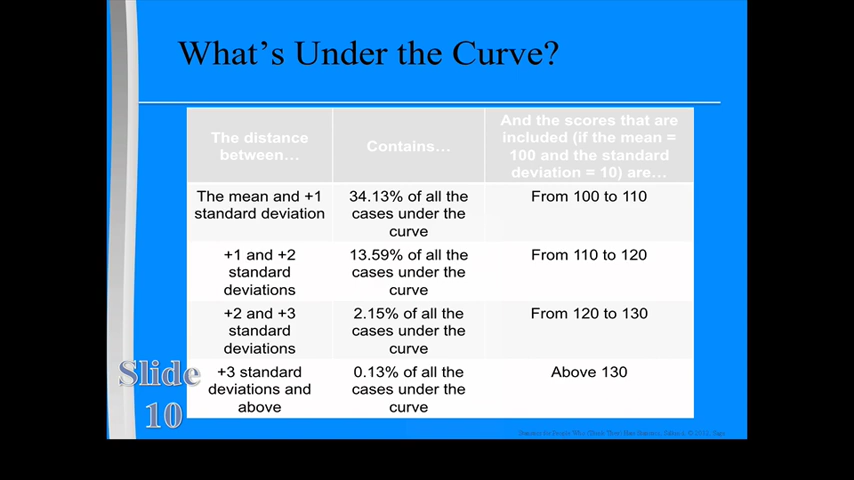 What's Under the Curve?
The distance
between…
Contains…
And the scores that are
included (if the mean =
100 and the standard
deviation = 10) are…
The mean and +1
standard deviation
34.13% of all the
cases under the
curve
From 100 to 110
+1 and +2
standard
deviations
13.59% of all the
cases under the
curve
From 110 to 120
+2 and +3
standard
deviations
2.15% of all the
cases under the
curve
From 120 to 130
+3 standard
deviations and
above
0.13% of all the
cases under the
curve
Above 130
Slide
10